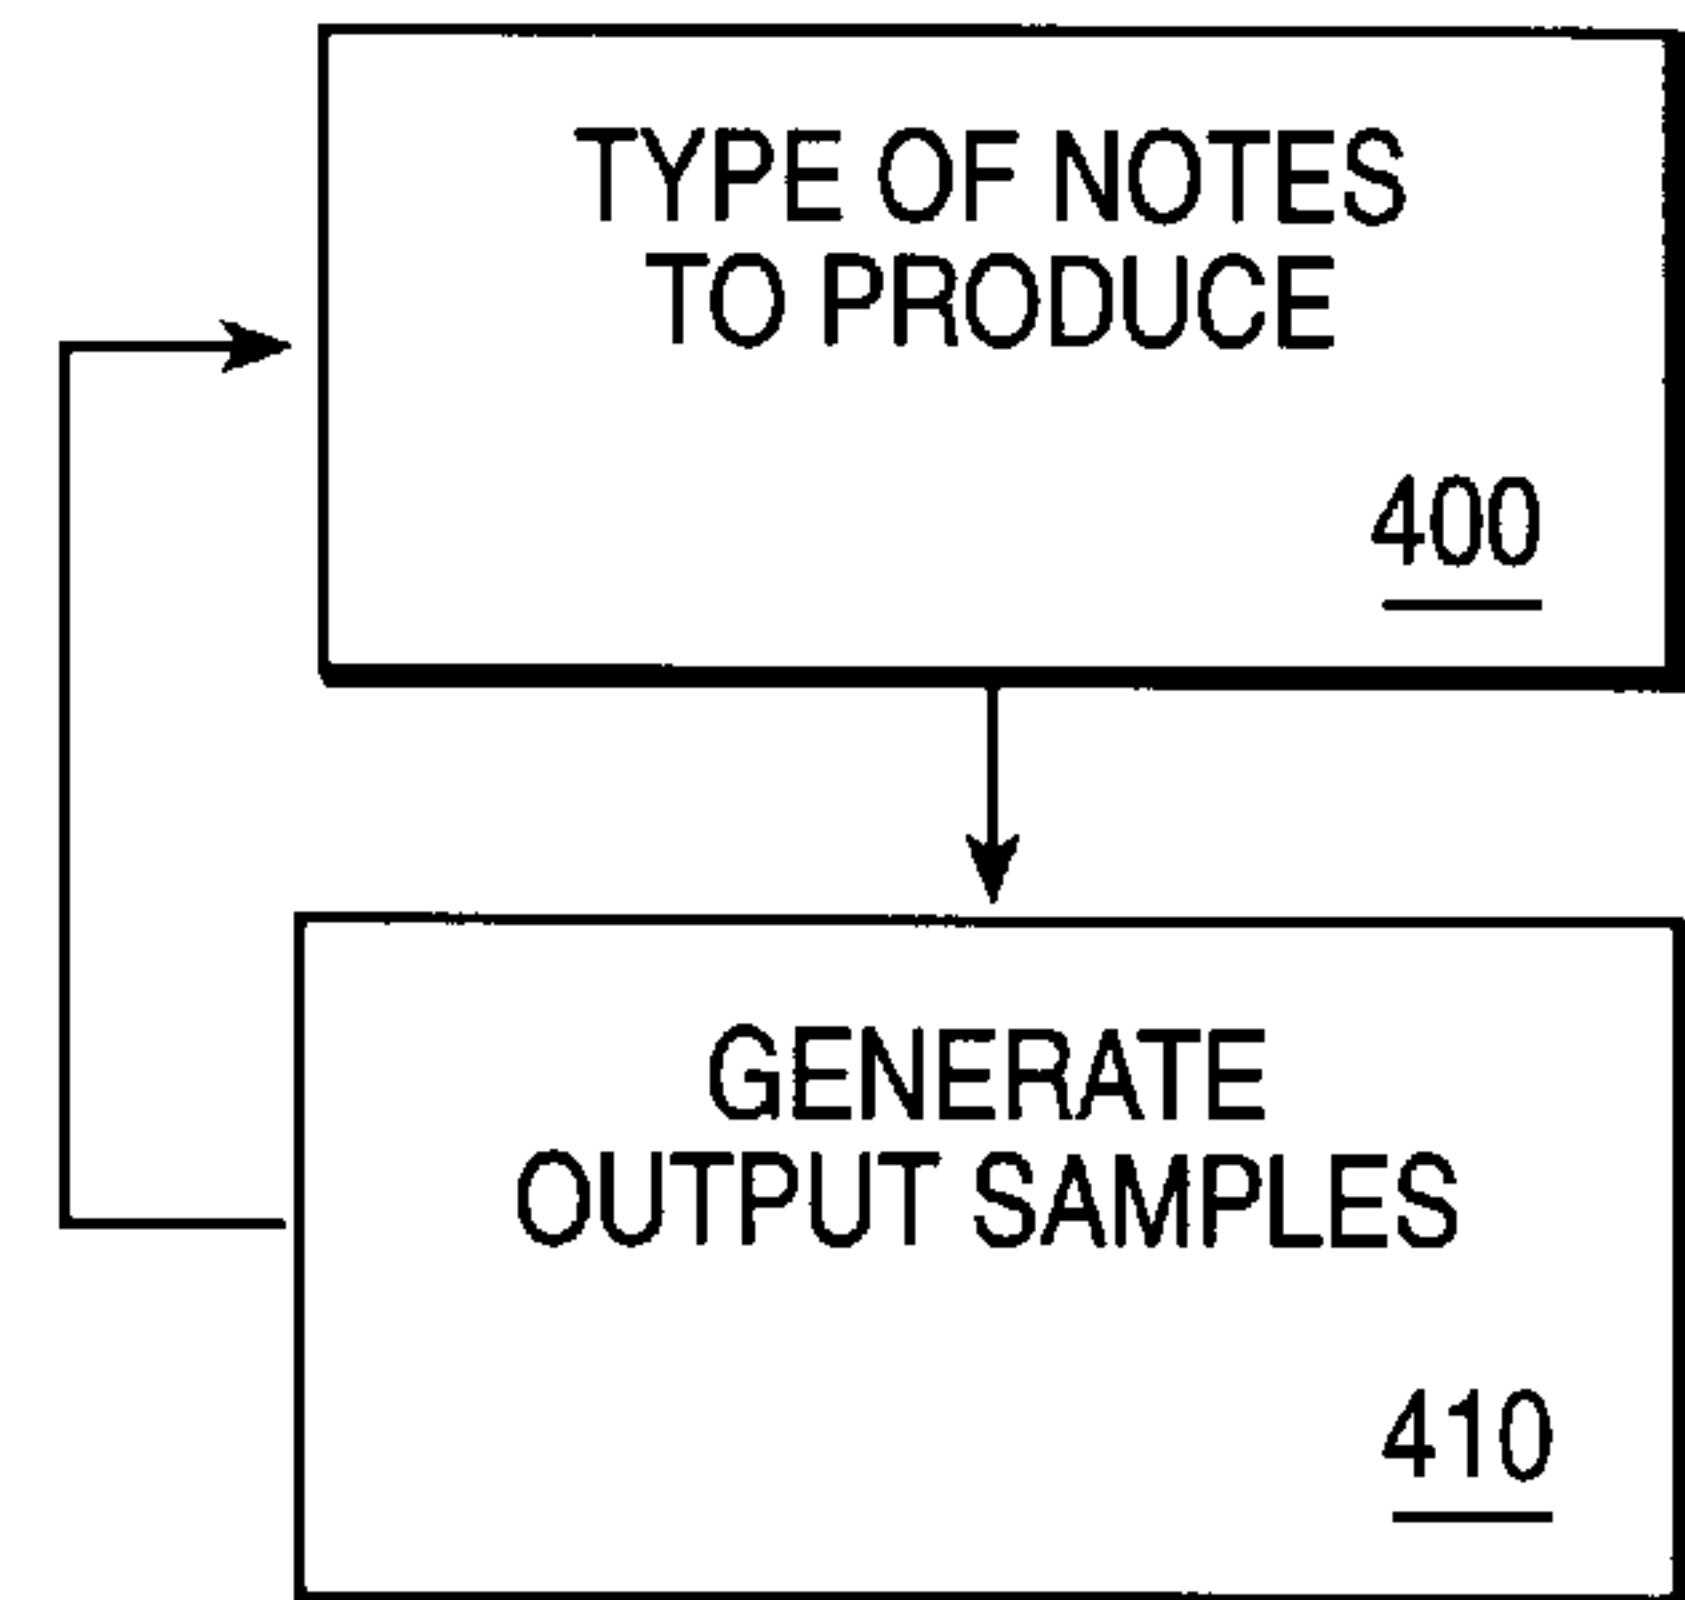 TYPE OF NOTES
TO PRODUCE
400
GENERATE
OUTPUT SAMPLES
410